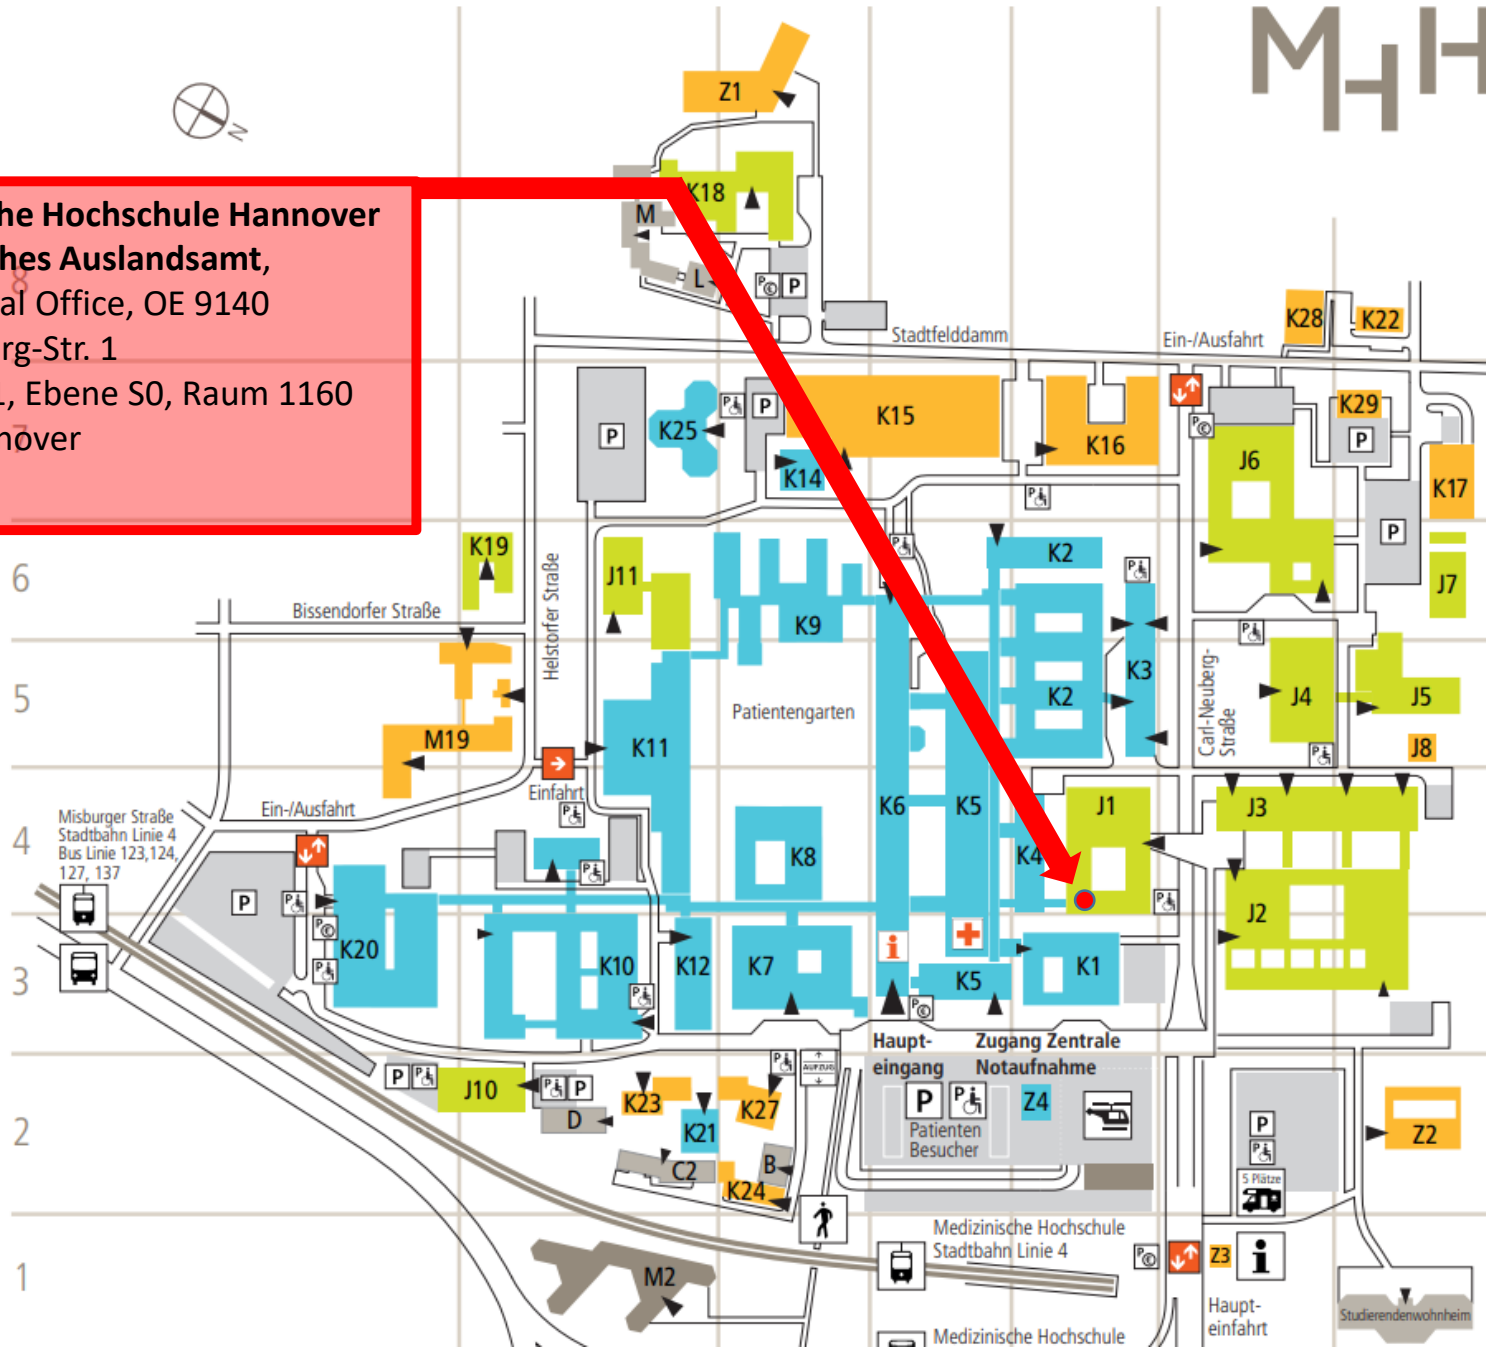 MHH
Z1
N
K18
M
L
P
che Hochschule Hannover
hes Auslandsamt,
al Office, OE 9140
rg-Str. 1
1, Ebene S0, Raum 1160
nover
8
7
Stadtfelddamm
Ein-/Ausfahrt
K28
K22
K25
P
P
K15
K14
K16
J6
K29
P
K17
P
K19
6
Bissendorfer Straße
Helstorfer Straße
J11
K9
K2
J7
5
M19
K11
Patientengarten
K2
K3
Carl-Neuberg-
Straße
J4
J5
J8
Einfahrt
Misburger Straße
Stadtbahn Linie 4
Bus Linie 123,124,
127, 137
Ein-/Ausfahrt
4
K8
K6
K5
K4
J1
J3
P
K20
K10
K12
K7
i
K5
K1
J2
3
Haupt-
eingang
Zugang Zentrale
Notaufnahme
AUFZUG
P
J10
P
D
K23
K21
K27
P
Patienten
Besucher
Z4
P
Z2
2
C2
B
K24
5 Plätze
1
M2
Medizinische Hochschule
Stadtbahn Linie 4
Z3
i
Haupt-
einfahrt
Studierendenwohnheim
Medizinische Hochschule